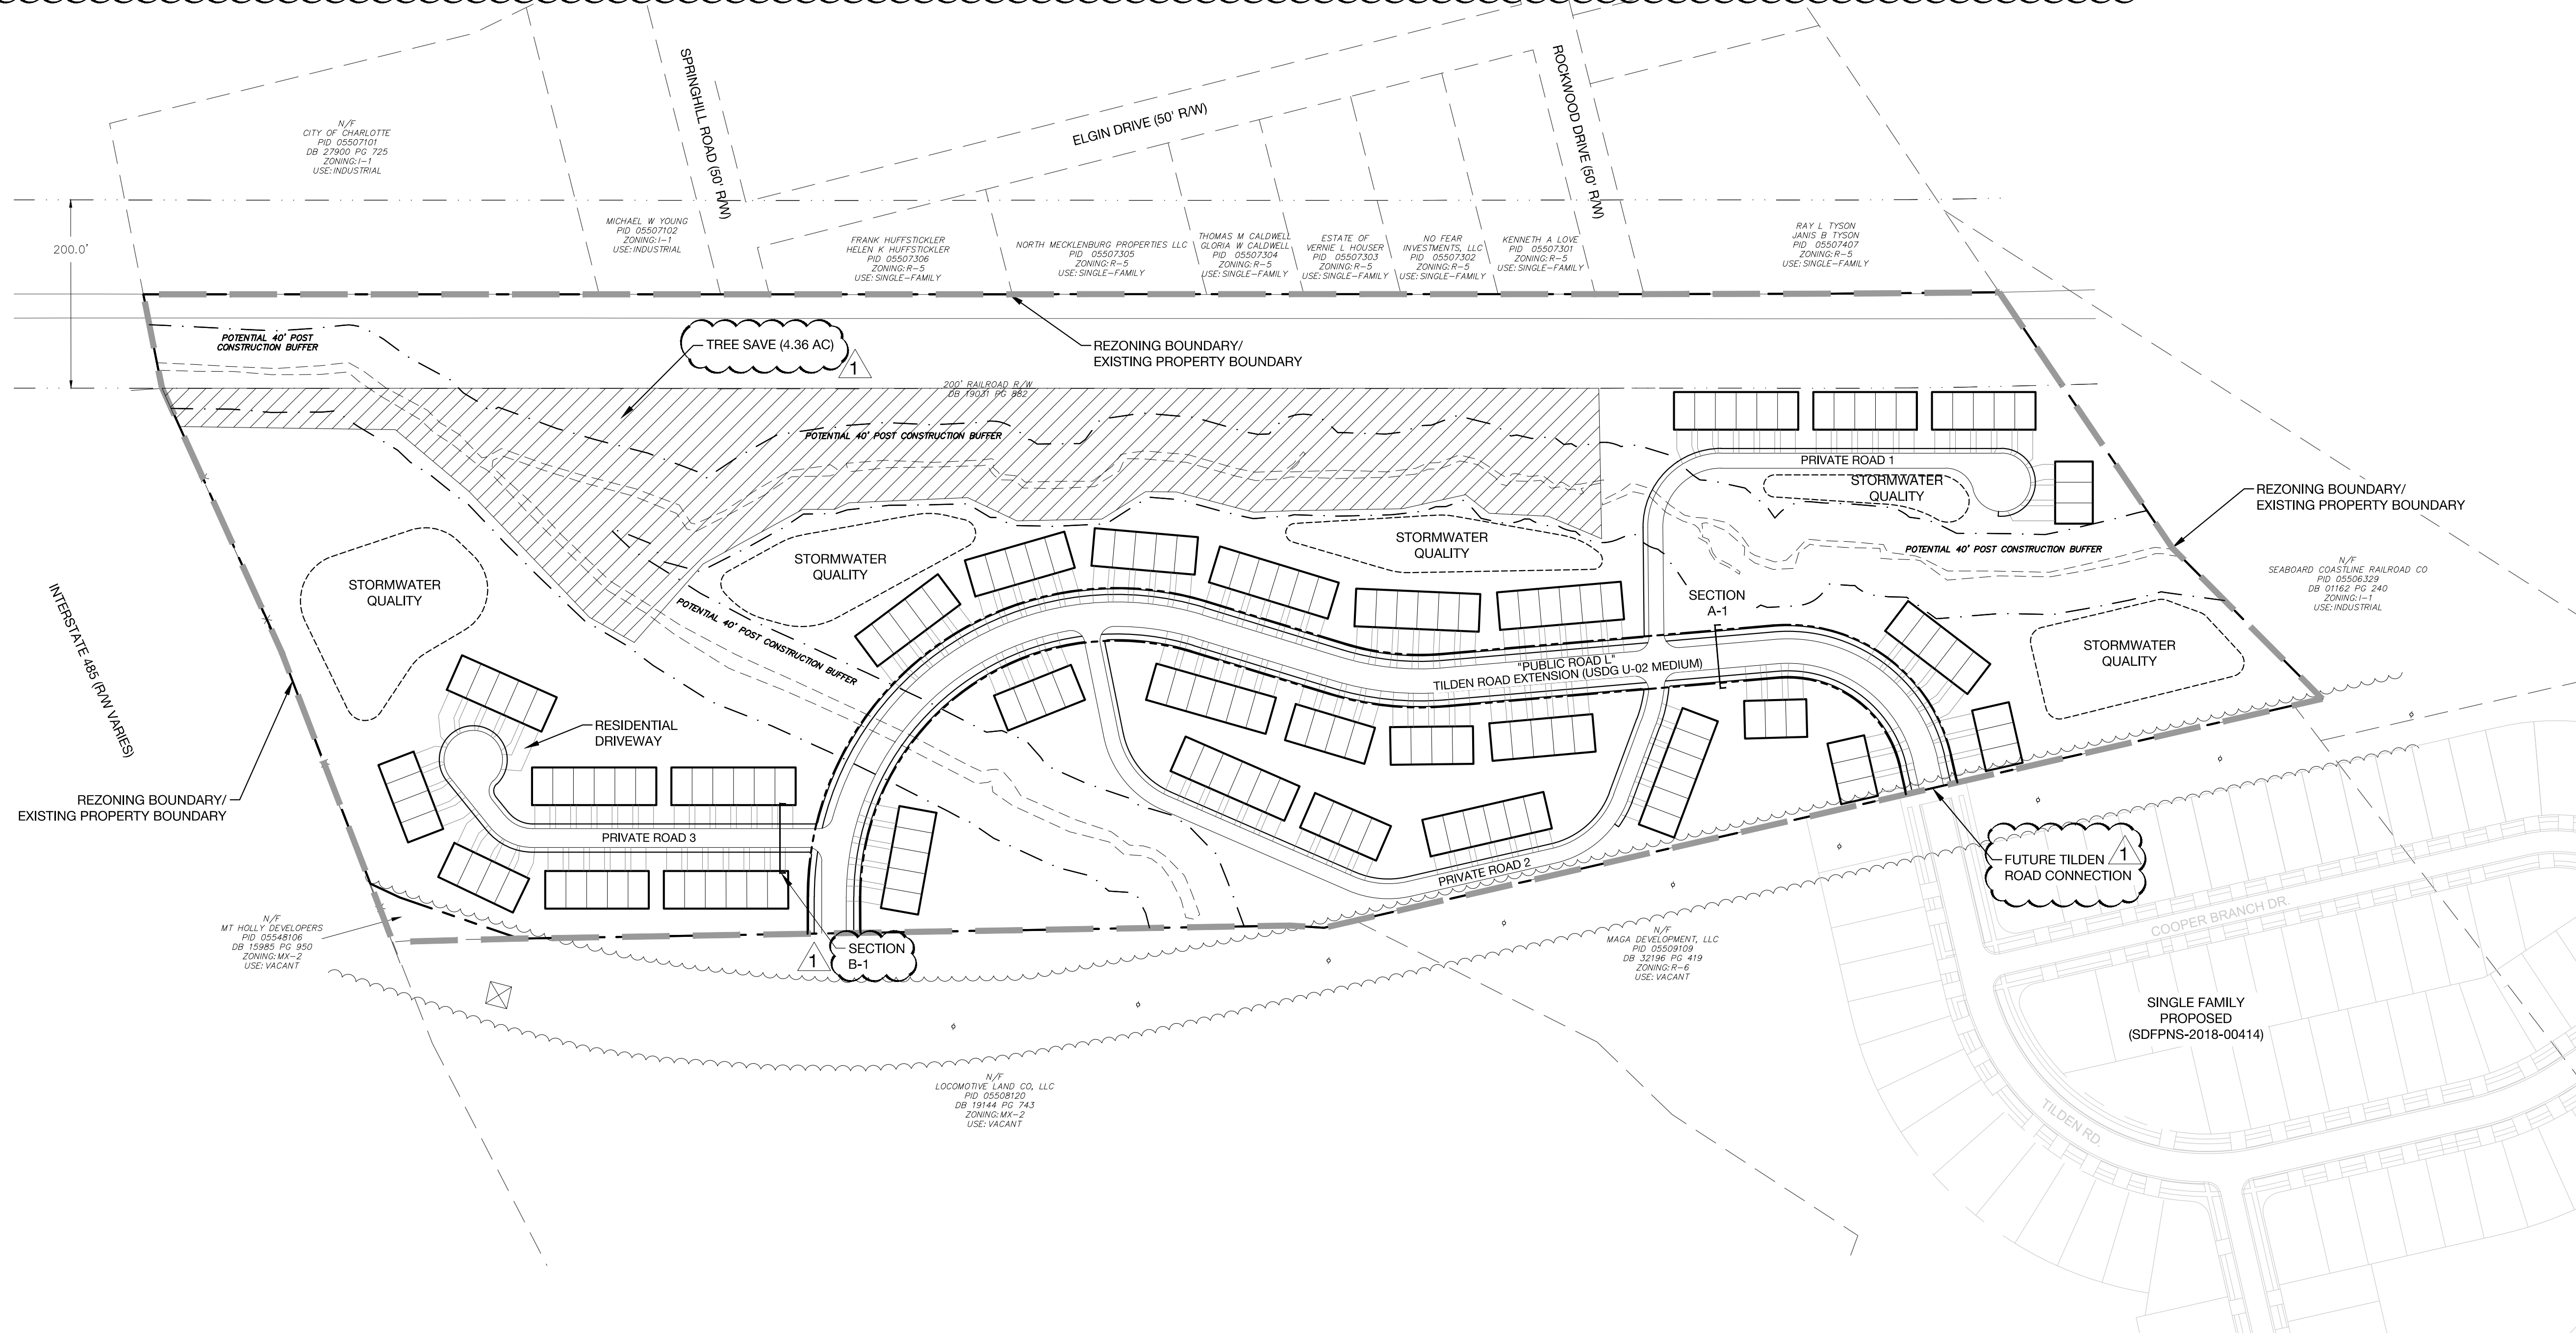 SPRINGHILL ROAD (50' R/W)
ELGIN DRIVE (50' R/W)
ROCKWOOD DRIVE (50' R/W)
N/F
CITY OF CHARLOTTE
PID 05507101
DB 27900 PG 725
ZONING: I-1
USE: INDUSTRIAL
200.0'
MICHAEL W YOUNG
PID 05507102
ZONING: I-1
USE: INDUSTRIAL
FRANK HUFFSTICKLER
HELEN K HUFFSTICKLER
PID 05507306
ZONING: R-5
USE: SINGLE-FAMILY
NORTH MECKLENBURG PROPERTIES LLC
PID 05507305
ZONING: R-5
USE: SINGLE-FAMILY
THOMAS M CALDWELL
GLORIA W CALDWELL
PID 05507304
ZONING: R-5
USE: SINGLE-FAMILY
ESTATE OF
VERNIE L HOUSER
PID 05507303
ZONING: R-5
USE: SINGLE-FAMILY
NO FEAR
INVESTMENTS, LLC
PID 05507302
ZONING: R-5
USE: SINGLE-FAMILY
KENNETH A LOVE
PID 05507301
ZONING: R-5
USE: SINGLE-FAMILY
RAY L TYSON
JANIS B TYSON
PID 05507407
ZONING: R-5
USE: SINGLE-FAMILY
POTENTIAL 40' POST
CONSTRUCTION BUFFER
TREE SAVE (4.36 AC)
1
REZONING BOUNDARY/
EXISTING PROPERTY BOUNDARY
200' RAILROAD R/W
DB 19031 PG 882
POTENTIAL 40' POST CONSTRUCTION BUFFER
PRIVATE ROAD 1
STORMWATER
QUALITY
REZONING BOUNDARY/
EXISTING PROPERTY BOUNDARY
STORMWATER
QUALITY
STORMWATER
QUALITY
STORMWATER
QUALITY
POTENTIAL 40' POST CONSTRUCTION BUFFER
N/F
SEABOARD COASTLINE RAILROAD CO
PID 05506329
DB 01162 PG 240
ZONING: I-1
USE: INDUSTRIAL
INTERSTATE 485 (R/W VARIES)
POTENTIAL 40' POST CONSTRUCTION BUFFER
SECTION
A-1
STORMWATER
QUALITY
"PUBLIC ROAD L"
TILDEN ROAD EXTENSION (USDG U-02 MEDIUM)
RESIDENTIAL
DRIVEWAY
REZONING BOUNDARY/
EXISTING PROPERTY BOUNDARY
PRIVATE ROAD 3
PRIVATE ROAD 2
FUTURE TILDEN
ROAD CONNECTION
1
N/F
MT HOLLY DEVELOPERS
PID 05548106
DB 15985 PG 950
ZONING: MX-2
USE: VACANT
1
SECTION
B-1
N/F
MAGA DEVELOPMENT, LLC
PID 05509109
DB 32196 PG 419
ZONING: R-6
USE: VACANT
COOPER BRANCH DR.
SINGLE FAMILY
PROPOSED
(SDFPNS-2018-00414)
N/F
LOCOMOTIVE LAND CO, LLC
PID 05508120
DB 19144 PG 743
ZONING: MX-2
USE: VACANT
TILDEN RD.